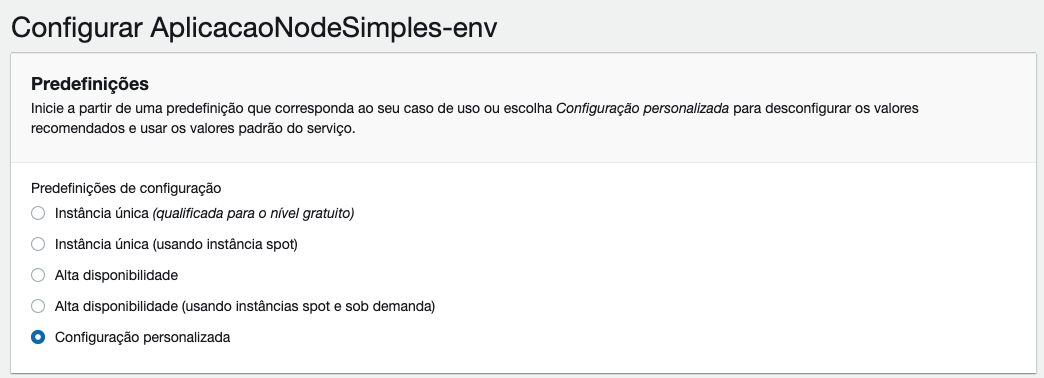 Configurar AplicacaoNodeSimples-env
Predefinições
Inicie a partir de uma predefinição que corresponda ao seu caso de uso ou escolha Configuração personalizada para desconfigurar os valores
recomendados e usar os valores padrão do serviço.
Predefinições de configuração
Instância única (qualificada para o nível gratuito)
Instância única (usando instância spot)
Alta disponibilidade
Alta disponibilidade (usando instâncias spot e sob demanda)
Configuração personalizada